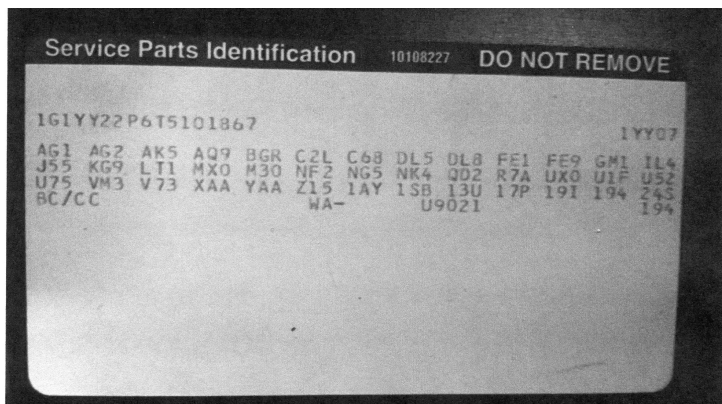 Service Parts Identification 10108227 DO NOT REMOVE
1G1YY22P6T5101867 1YY07
AG1 AG2 AK5 AQ9 BGR C2L C68 DL5 DL8 FE1 FE9 GM1 IL4
J55 KG9 LT1 MX0 M30 NF2 NG5 NK4 QD2 R7A UX0 U1F U52
U75 VM3 V73 XAA YAA Z15 1AY 1SB 13U 17P 19I 194 24S
BC/CC WA- U9021 194